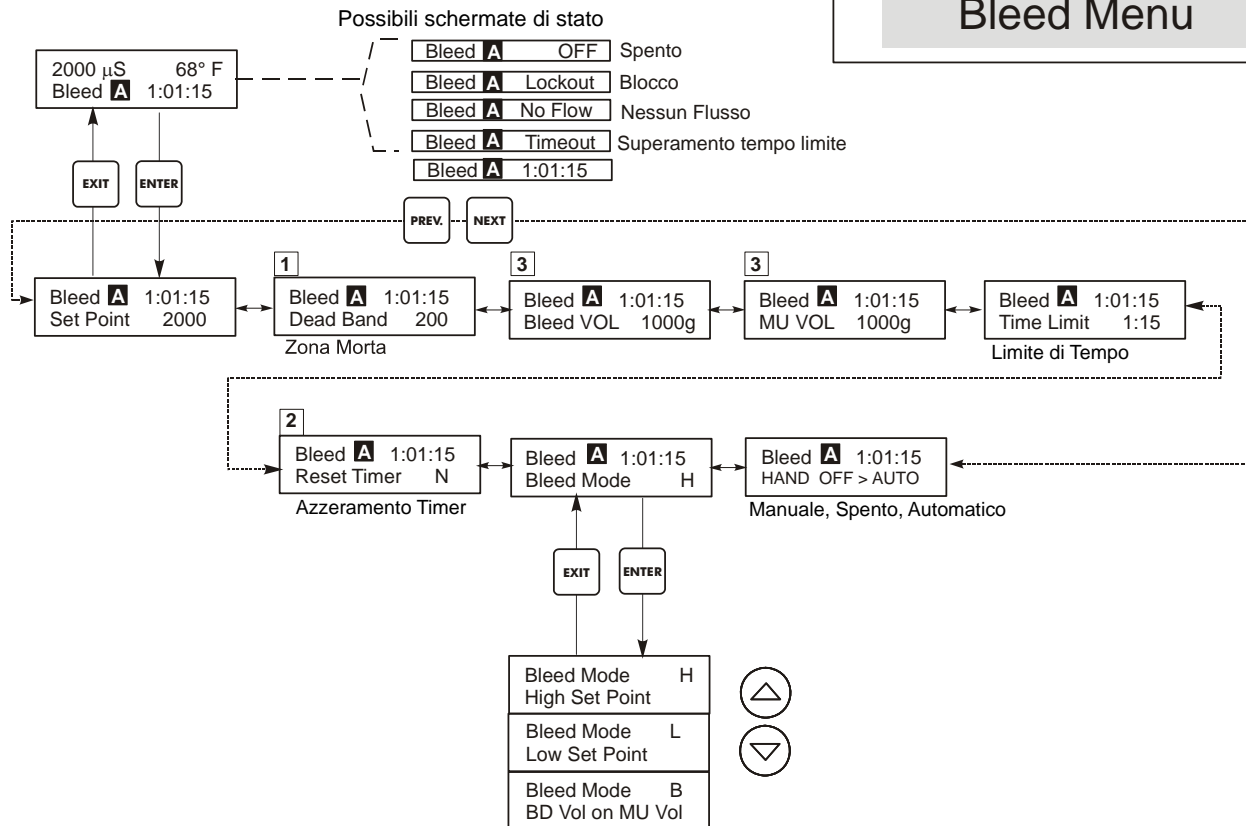 Bleed Menu
Possibili schermate di stato
2000 µS 68° F
Bleed A 1:01:15
Bleed A OFF Spento
Bleed A Lockout Blocco
Bleed A No Flow Nessun Flusso
Bleed A Timeout Superamento tempo limite
Bleed A 1:01:15
EXIT ENTER
PREV. NEXT
Bleed A 1:01:15
Set Point 2000
1
Bleed A 1:01:15
Dead Band 200
Zona Morta
3
Bleed A 1:01:15
Bleed VOL 1000g
3
Bleed A 1:01:15
MU VOL 1000g
Bleed A 1:01:15
Time Limit 1:15
Limite di Tempo
2
Bleed A 1:01:15
Reset Timer N
Azzeramento Timer
Bleed A 1:01:15
Bleed Mode H
Bleed A 1:01:15
HAND OFF > AUTO
Manuale, Spento, Automatico
EXIT ENTER
Bleed Mode H
High Set Point
Bleed Mode L
Low Set Point
Bleed Mode B
BD Vol on MU Vol